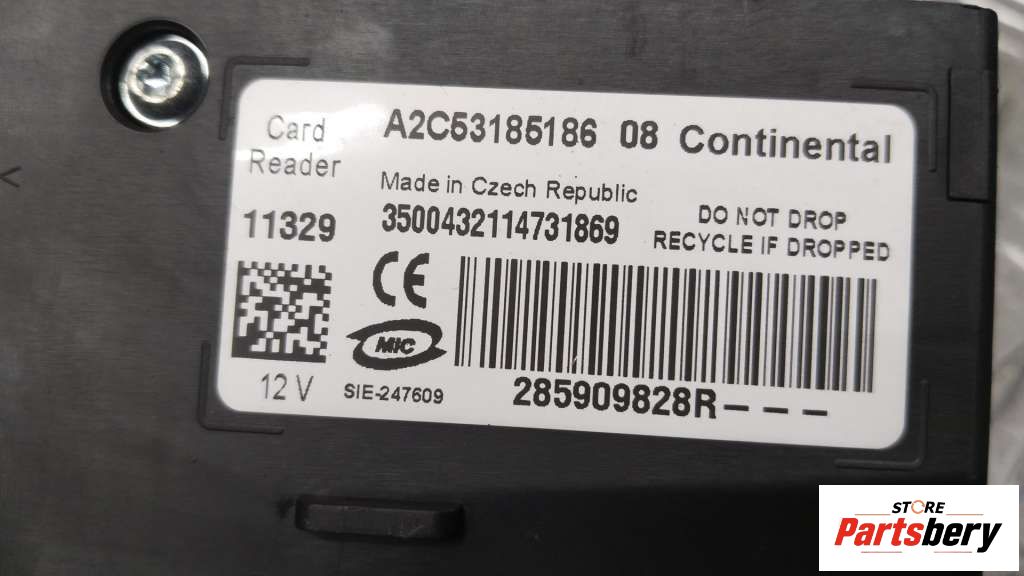 Card Reader
A2C53185186 08 Continental
Made in Czech Republic
11329
3500432114731869
DO NOT DROP
RECYCLE IF DROPPED
CE
MIC
12 V
SIE-247609
285909828R---
STORE
Partsbery